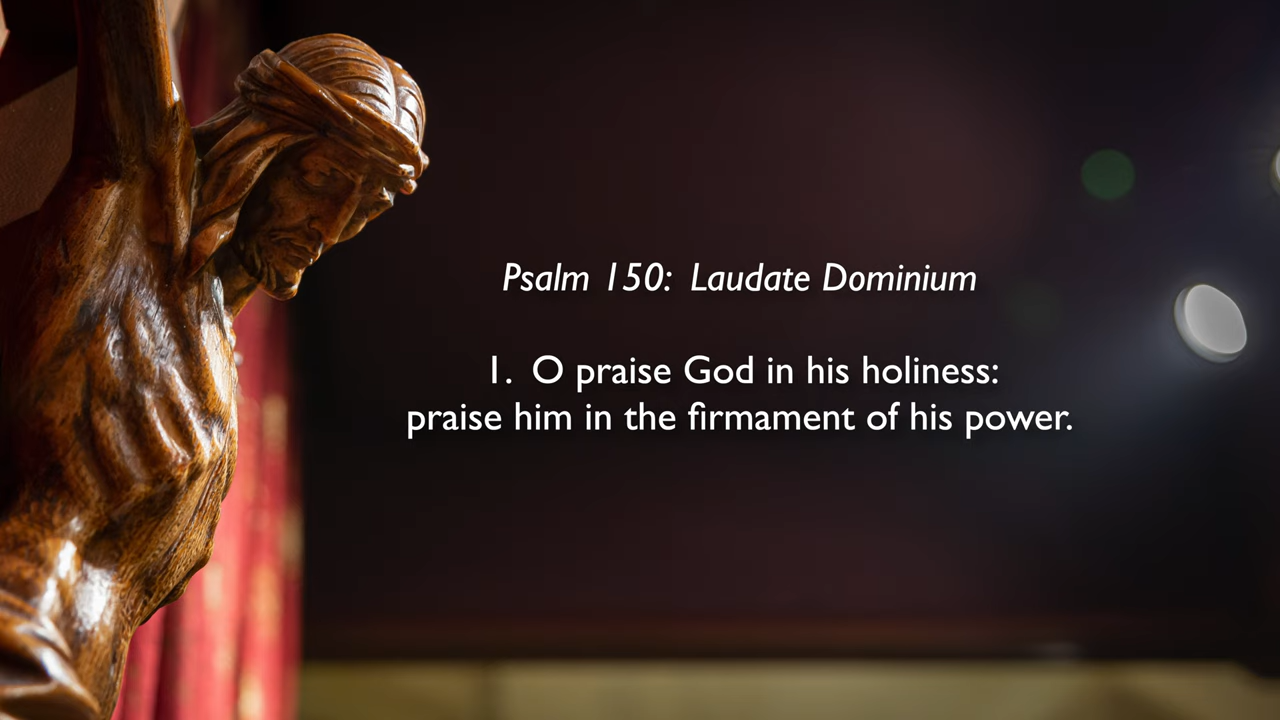 Psalm 150: Laudate Dominium
1. O praise God in his holiness:
praise him in the firmament of his power.